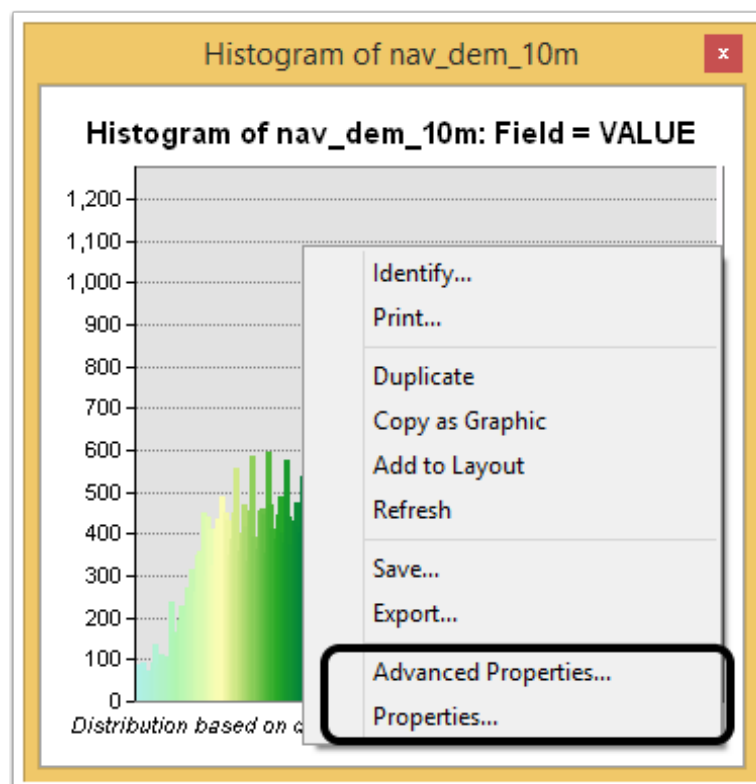 Histogram of nav_dem_10m
x
Histogram of nav_dem_10m: Field = VALUE
1,200
1,100
1,000
900
800
700
600
500
400
300
200
100
0
Distribution based on
Identify...
Print...
Duplicate
Copy as Graphic
Add to Layout
Refresh
Save...
Export...
Advanced Properties...
Properties...